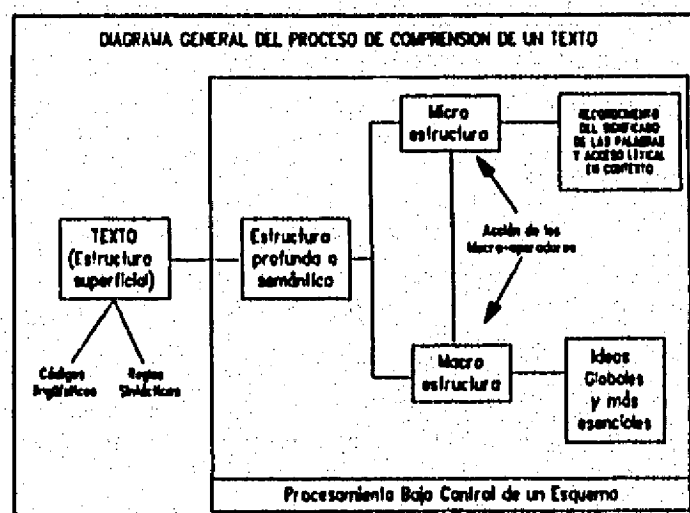 DIAGRAMA GENERAL DEL PROCESO DE COMPRENSION DE UN TEXTO
Micro
estructura
RECONOCIMIENTO
DEL SIGNIFICADO
DE LAS PALABRAS
Y ACCESO LEXICAL
EN CONTEXTO
TEXTO
(Estructura
superficial)
Estructura
profunda o
semántica
Acción de los
Macro-operadores
Códigos
lingüísticos
Reglas
Sintácticas
Macro
estructura
Ideas
Globales
y más
esenciales
Procesamiento Bajo Control de un Esquema